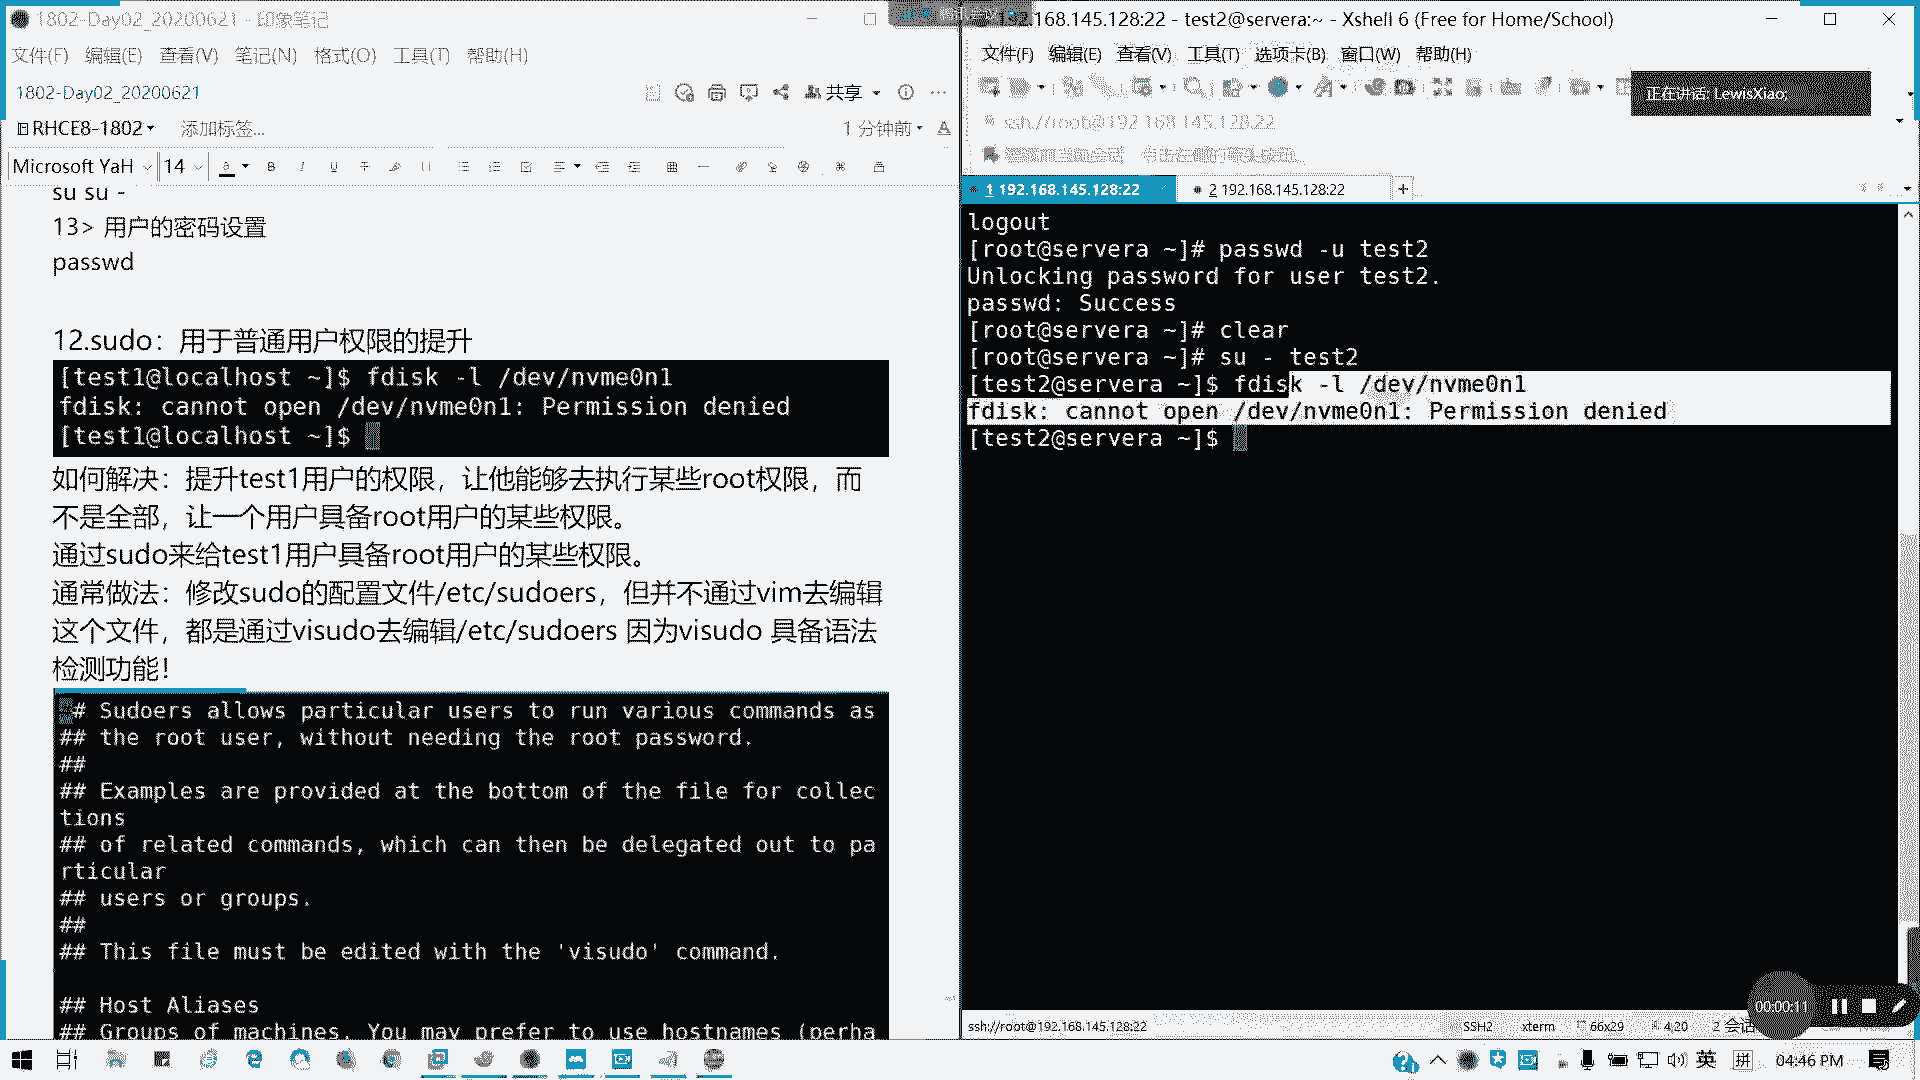 1802-Day02_20200621 - 印象笔记
文件(F) 编辑(E) 查看(V) 笔记(N) 格式(O) 工具(T) 帮助(H)
1802-Day02_20200621
共享
RHCE8-1802 添加标签...
1 分钟前
Microsoft YaH 14
su su -
13> 用户的密码设置
passwd
12.sudo：用于普通用户权限的提升
[test1@localhost ~]$ fdisk -l /dev/nvme0n1
fdisk: cannot open /dev/nvme0n1: Permission denied
[test1@localhost ~]$
如何解决：提升test1用户的权限，让他能够去执行某些root权限，而
不是全部，让一个用户具备root用户的某些权限。
通过sudo来给test1用户具备root用户的某些权限。
通常做法：修改sudo的配置文件/etc/sudoers，但并不通过vim去编辑
这个文件，都是通过visudo去编辑/etc/sudoers 因为visudo 具备语法
检测功能！
## Sudoers allows particular users to run various commands as
## the root user, without needing the root password.
##
## Examples are provided at the bottom of the file for collec
tions
## of related commands, which can then be delegated out to pa
rticular
## users or groups.
##
## This file must be edited with the 'visudo' command.
## Host Aliases
## Groups of machines. You may prefer to use hostnames (perha
腾讯会议
192.168.145.128:22 - test2@servera:~ - Xshell 6 (Free for Home/School)
文件(F) 编辑(E) 查看(V) 工具(T) 选项卡(B) 窗口(W) 帮助(H)
正在讲话: LewisXiao;
ssh://root@192.168.145.128:22
1 192.168.145.128:22
2 192.168.145.128:22
logout
[root@servera ~]# passwd -u test2
Unlocking password for user test2.
passwd: Success
[root@servera ~]# clear
[root@servera ~]# su - test2
[test2@servera ~]$ fdisk -l /dev/nvme0n1
fdisk: cannot open /dev/nvme0n1: Permission denied
[test2@servera ~]$
00:00:11
ssh://root@192.168.145.128:22 SSH2 xterm 66x29 4,20 2 会话
英 拼 04:46 PM